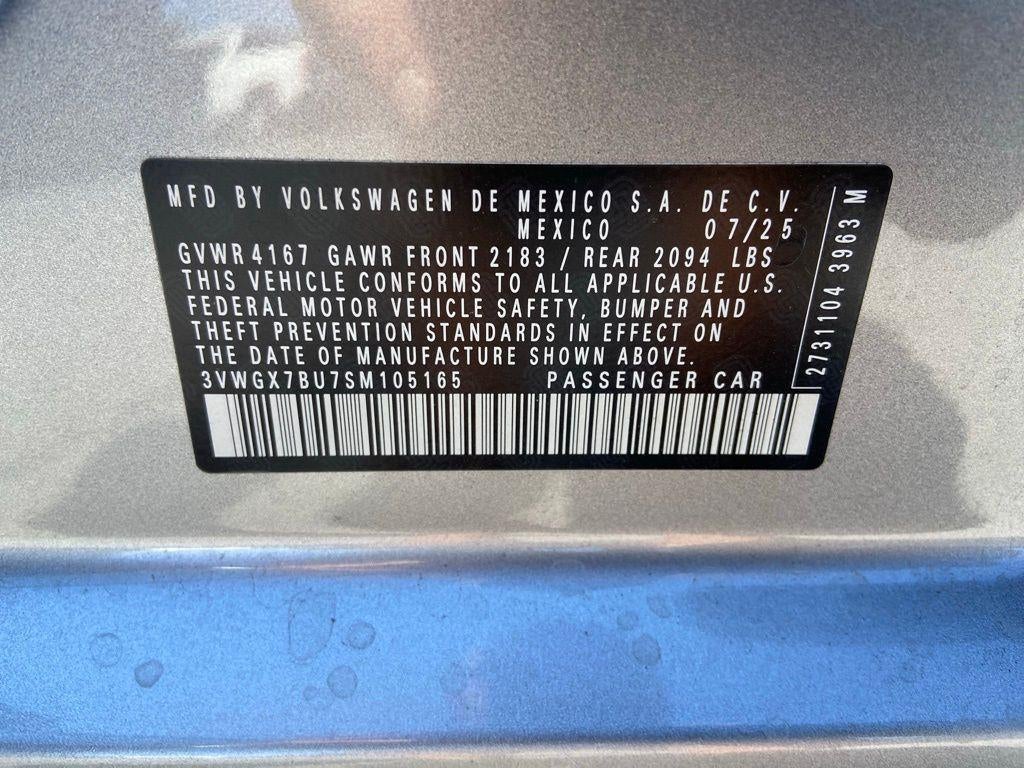 MFD BY VOLKSWAGEN DE MEXICO S.A. DE C.V.
MEXICO 07/25
GVWR 4167 GAWR FRONT 2183 / REAR 2094 LBS
THIS VEHICLE CONFORMS TO ALL APPLICABLE U.S.
FEDERAL MOTOR VEHICLE SAFETY, BUMPER AND
THEFT PREVENTION STANDARDS IN EFFECT ON
THE DATE OF MANUFACTURE SHOWN ABOVE.
3VWGX7BU7SM105165 PASSENGER CAR
2731104 3963 M